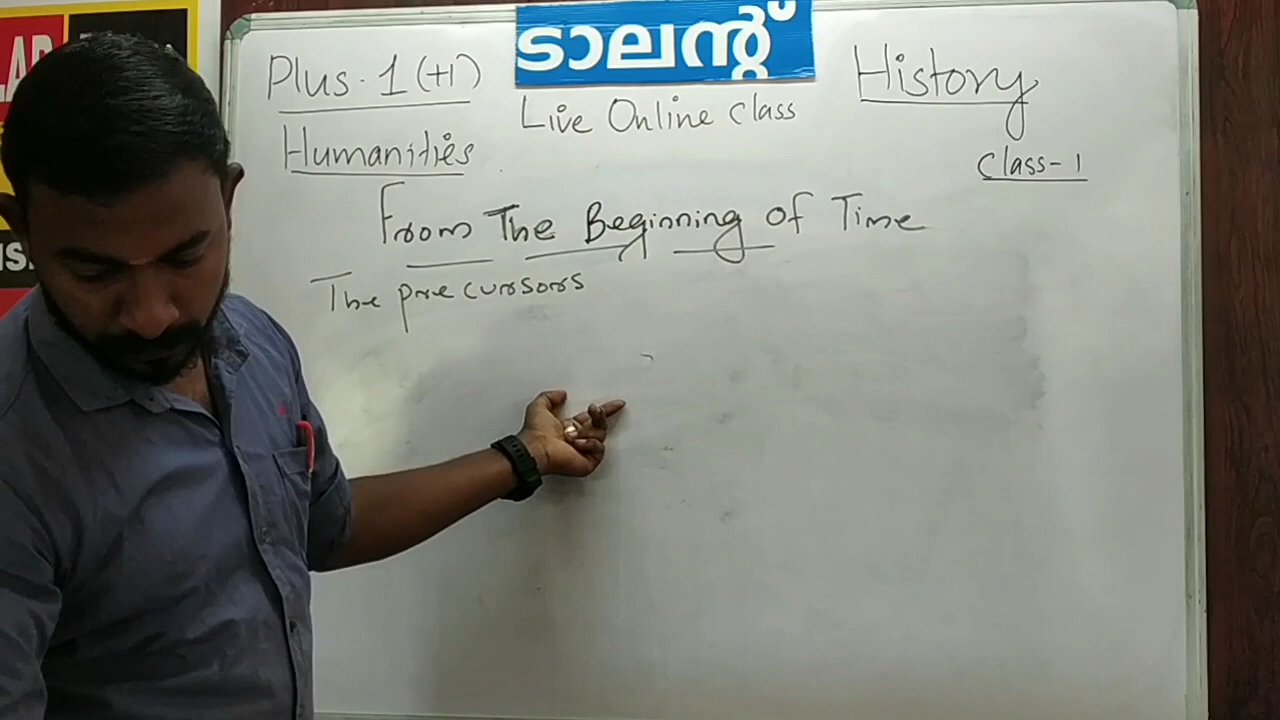 ടാലന്റ്
Plus.1 (+1)
History
Live Online Class
Humanities
Class-1
From The Beginning of Time
The precursors